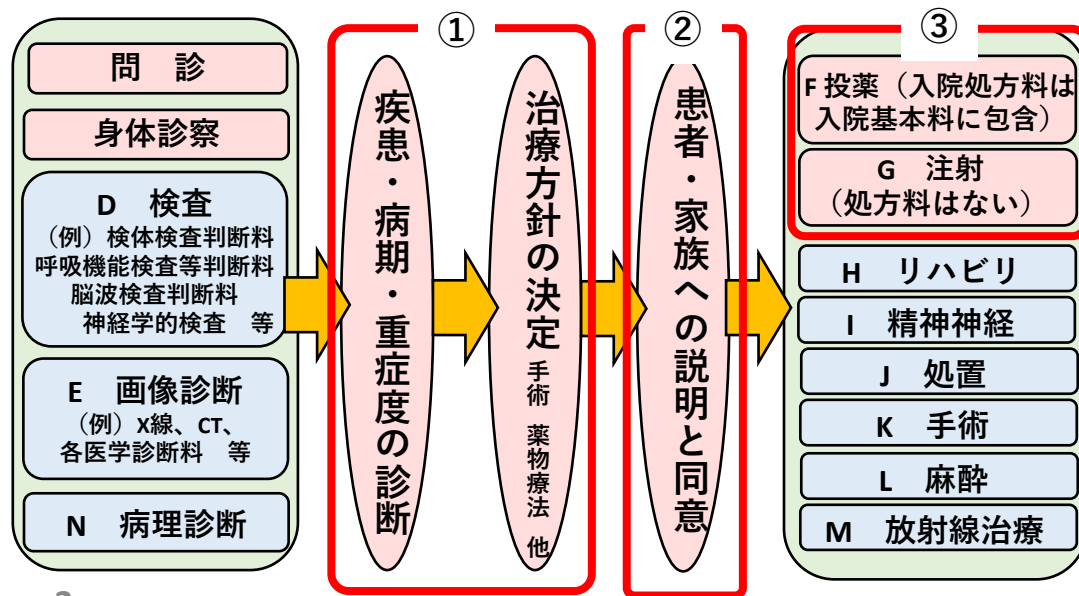 問 診
身体診察
D 検査
(例)検体検査判断料
呼吸機能検査等判断料
脳波検査判断料
神経学的検査 等
E 画像診断
(例)X線、CT、
各医学診断料 等
N 病理診断
①
疾患・病期・重症度の診断
治療方針の決定 手術 薬物療法 他
②
患者・家族への説明と同意
③
F 投薬(入院処方料は
入院基本料に包含)
G 注射
(処方料はない)
H リハビリ
I 精神神経
J 処置
K 手術
L 麻酔
M 放射線治療